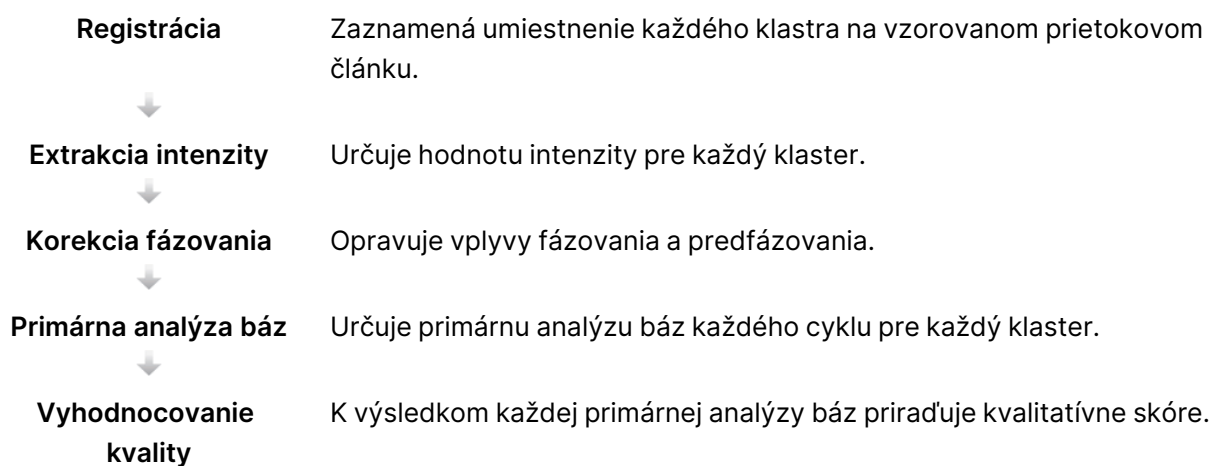 Registrácia
Zaznamená umiestnenie každého klastra na vzorovanom prietokovom
článku.
Extrakcia intenzity
Určuje hodnotu intenzity pre každý klaster.
Korekcia fázovania
Opravuje vplyvy fázovania a predfázovania.
Primárna analýza báz
Určuje primárnu analýzu báz každého cyklu pre každý klaster.
Vyhodnocovanie
kvality
K výsledkom každej primárnej analýzy báz priraďuje kvalitatívne skóre.